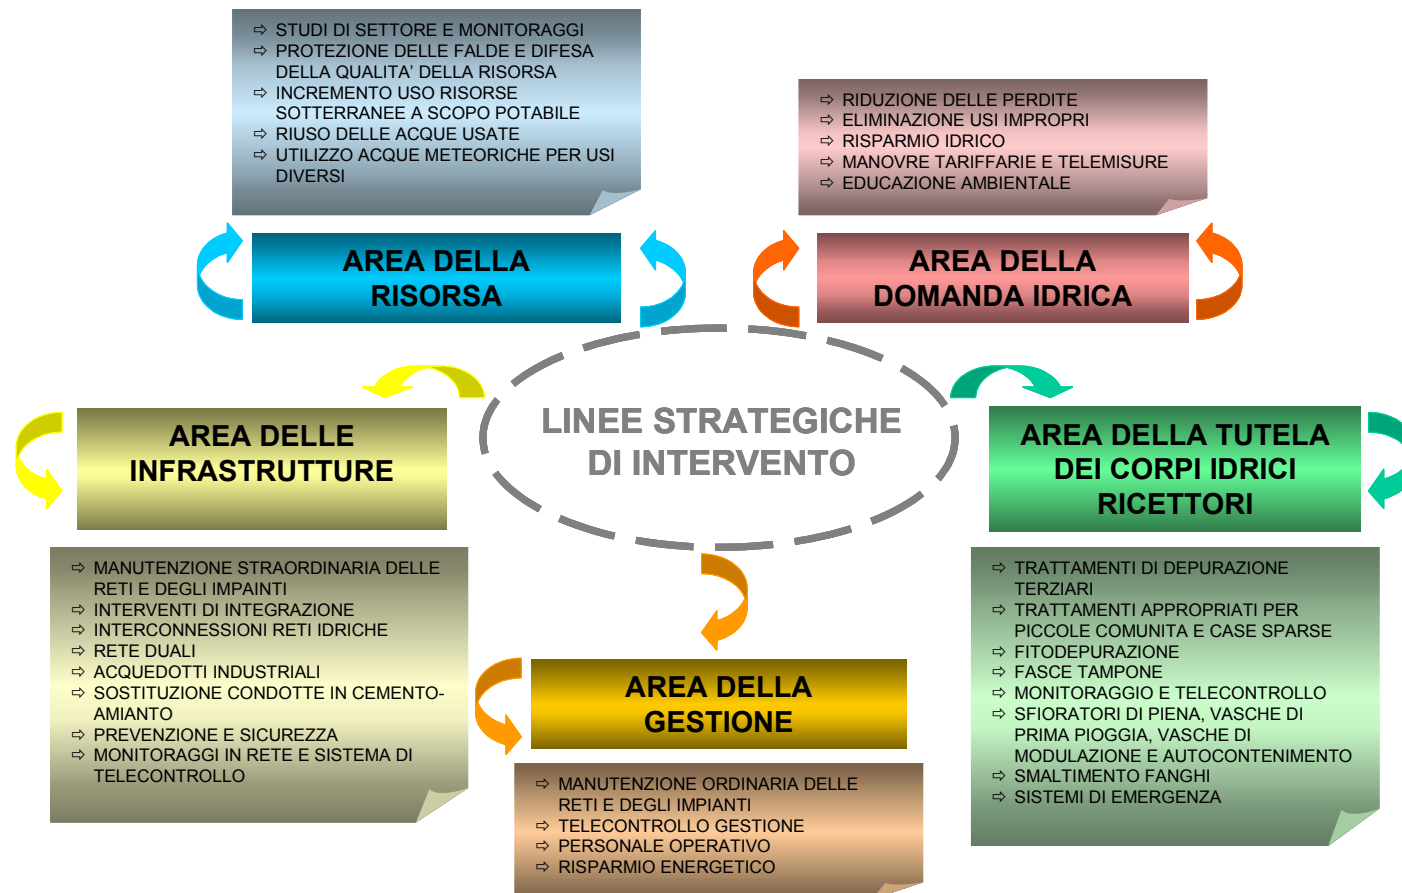 ⇨ STUDI DI SETTORE E MONITORAGGI
⇨ PROTEZIONE DELLE FALDE E DIFESA
DELLA QUALITA' DELLA RISORSA
⇨ INCREMENTO USO RISORSE
SOTTERRANEE A SCOPO POTABILE
⇨ RIUSO DELLE ACQUE USATE
⇨ UTILIZZO ACQUE METEORICHE PER USI
DIVERSI
AREA DELLA
RISORSA
⇨ RIDUZIONE DELLE PERDITE
⇨ ELIMINAZIONE USI IMPROPRI
⇨ RISPARMIO IDRICO
⇨ MANOVRE TARIFFARIE E TELEMISURE
⇨ EDUCAZIONE AMBIENTALE
AREA DELLA
DOMANDA IDRICA
LINEE STRATEGICHE
DI INTERVENTO
AREA DELLE
INFRASTRUTTURE
⇨ MANUTENZIONE STRAORDINARIA DELLE
RETI E DEGLI IMPAINTI
⇨ INTERVENTI DI INTEGRAZIONE
⇨ INTERCONNESSIONI RETI IDRICHE
⇨ RETE DUALI
⇨ ACQUEDOTTI INDUSTRIALI
⇨ SOSTITUZIONE CONDOTTE IN CEMENTO-
AMIANTO
⇨ PREVENZIONE E SICUREZZA
⇨ MONITORAGGI IN RETE E SISTEMA DI
TELECONTROLLO
AREA DELLA
GESTIONE
⇨ MANUTENZIONE ORDINARIA DELLE
RETI E DEGLI IMPIANTI
⇨ TELECONTROLLO GESTIONE
⇨ PERSONALE OPERATIVO
⇨ RISPARMIO ENERGETICO
AREA DELLA TUTELA
DEI CORPI IDRICI
RICETTORI
⇨ TRATTAMENTI DI DEPURAZIONE
TERZIARI
⇨ TRATTAMENTI APPROPRIATI PER
PICCOLE COMUNITA E CASE SPARSE
⇨ FITODEPURAZIONE
⇨ FASCE TAMPONE
⇨ MONITORAGGIO E TELECONTROLLO
⇨ SFIORATORI DI PIENA, VASCHE DI
PRIMA PIOGGIA, VASCHE DI
MODULAZIONE E AUTOCONTENIMENTO
⇨ SMALTIMENTO FANGHI
⇨ SISTEMI DI EMERGENZA